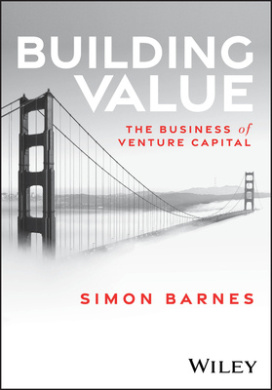 BUILDING
VALUE
THE BUSINESS of
VENTURE CAPITAL
SIMON BARNES
WILEY